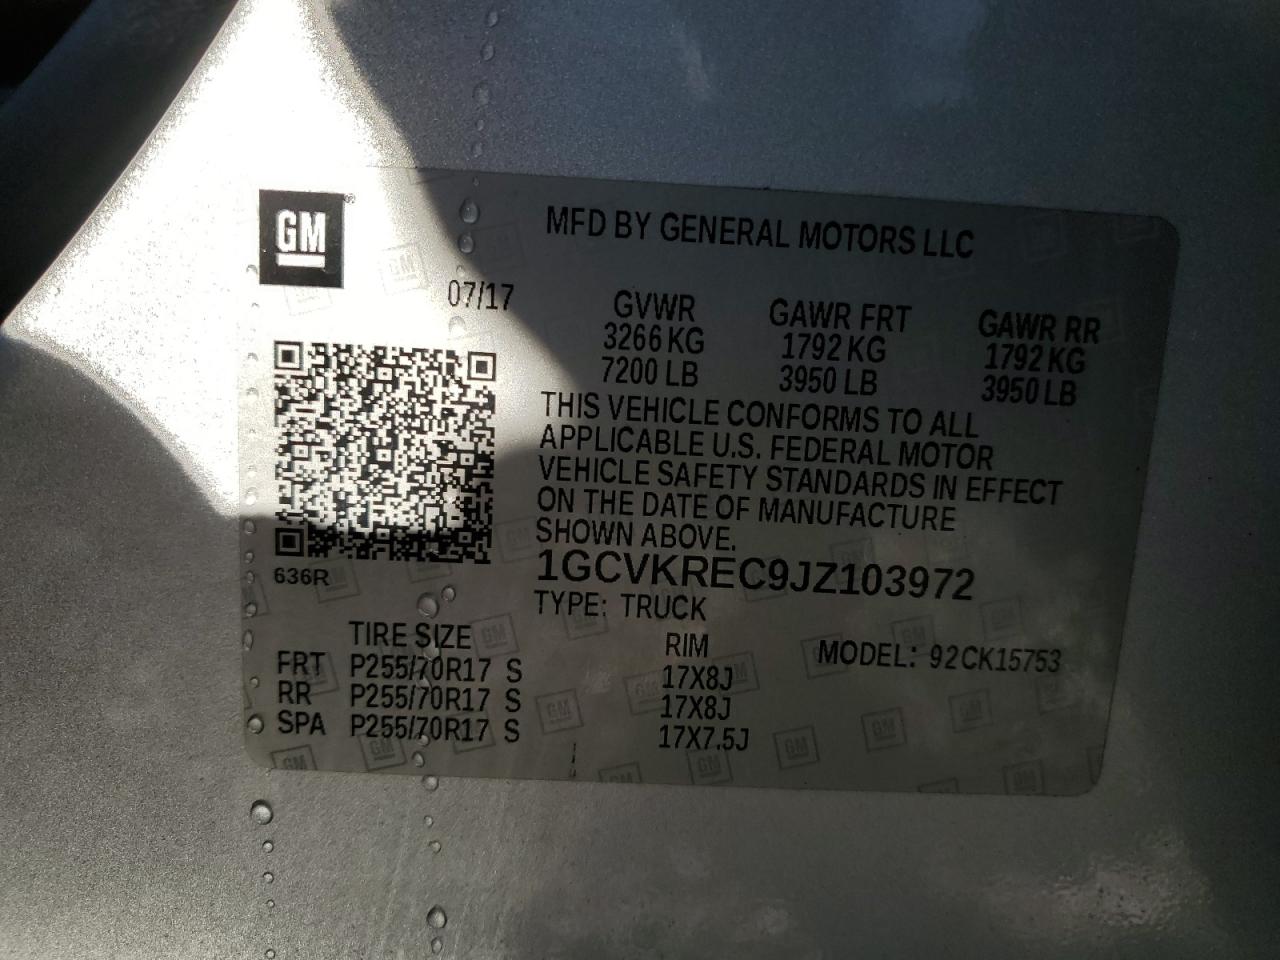 GM
MFD BY GENERAL MOTORS LLC
07/17
GVWR GAWR FRT GAWR RR
3266 KG 1792 KG 1792 KG
7200 LB 3950 LB 3950 LB
THIS VEHICLE CONFORMS TO ALL
APPLICABLE U.S. FEDERAL MOTOR
VEHICLE SAFETY STANDARDS IN EFFECT
ON THE DATE OF MANUFACTURE
SHOWN ABOVE.
636R
1GCVKREC9JZ103972
TYPE: TRUCK
TIRE SIZE RIM MODEL: 92CK15753
FRT P255/70R17 S 17X8J
RR P255/70R17 S 17X8J
SPA P255/70R17 S 17X7.5J